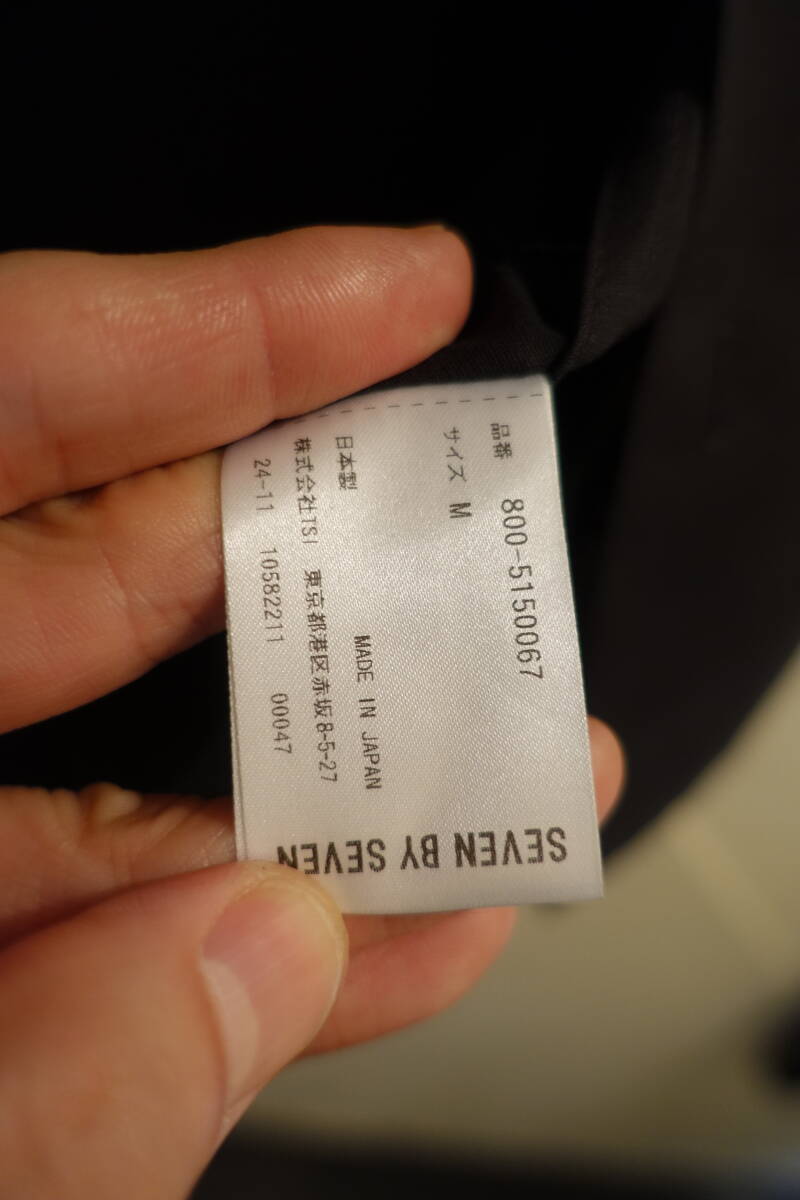 品番 800-5150067
サイズ M
日本製 MADE IN JAPAN
株式会社TSI 東京都港区赤坂8-5-27
24-11 10582211 00047
SEVEN BY SEVEN